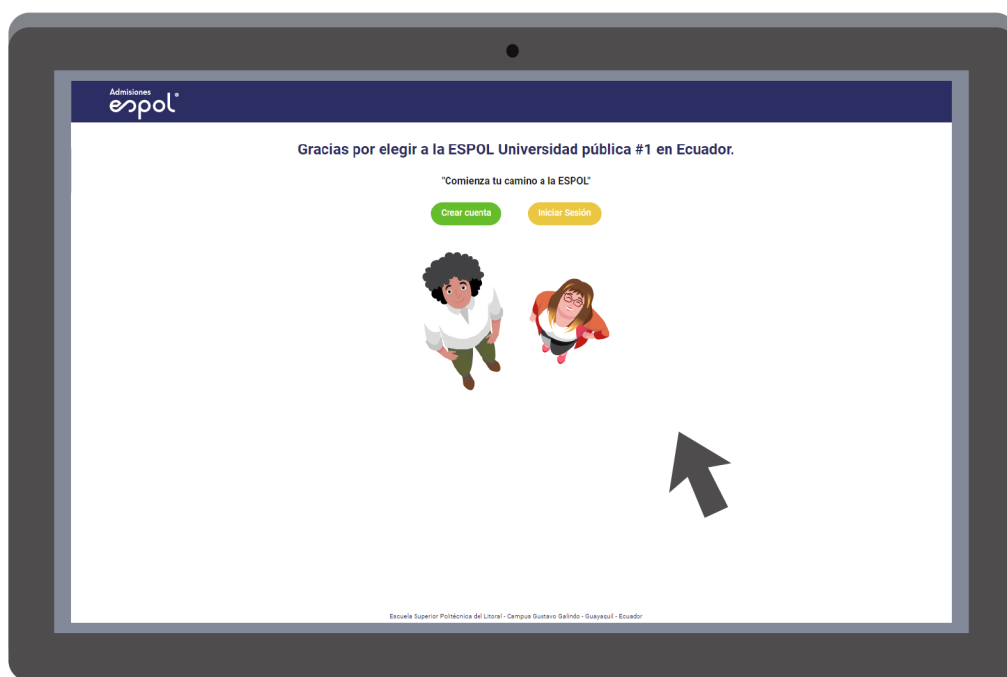 Admisiones
espol
Gracias por elegir a la ESPOL Universidad pública #1 en Ecuador.
"Comienza tu camino a la ESPOL"
Crear cuenta
Iniciar Sesión
Escuela Superior Politécnica del Litoral - Campus Gustavo Galindo - Guayaquil - Ecuador